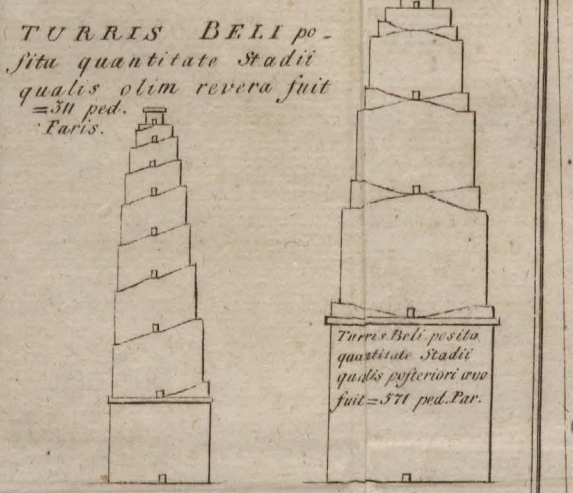 TURRIS BELI po-
ſita quantitate Stadii
qualis olim revera fuit
=311 ped.
Paris.
Turris Beli posita
quantitate Stadii
qualis poſteriori ævo
fuit=571 ped. Par.